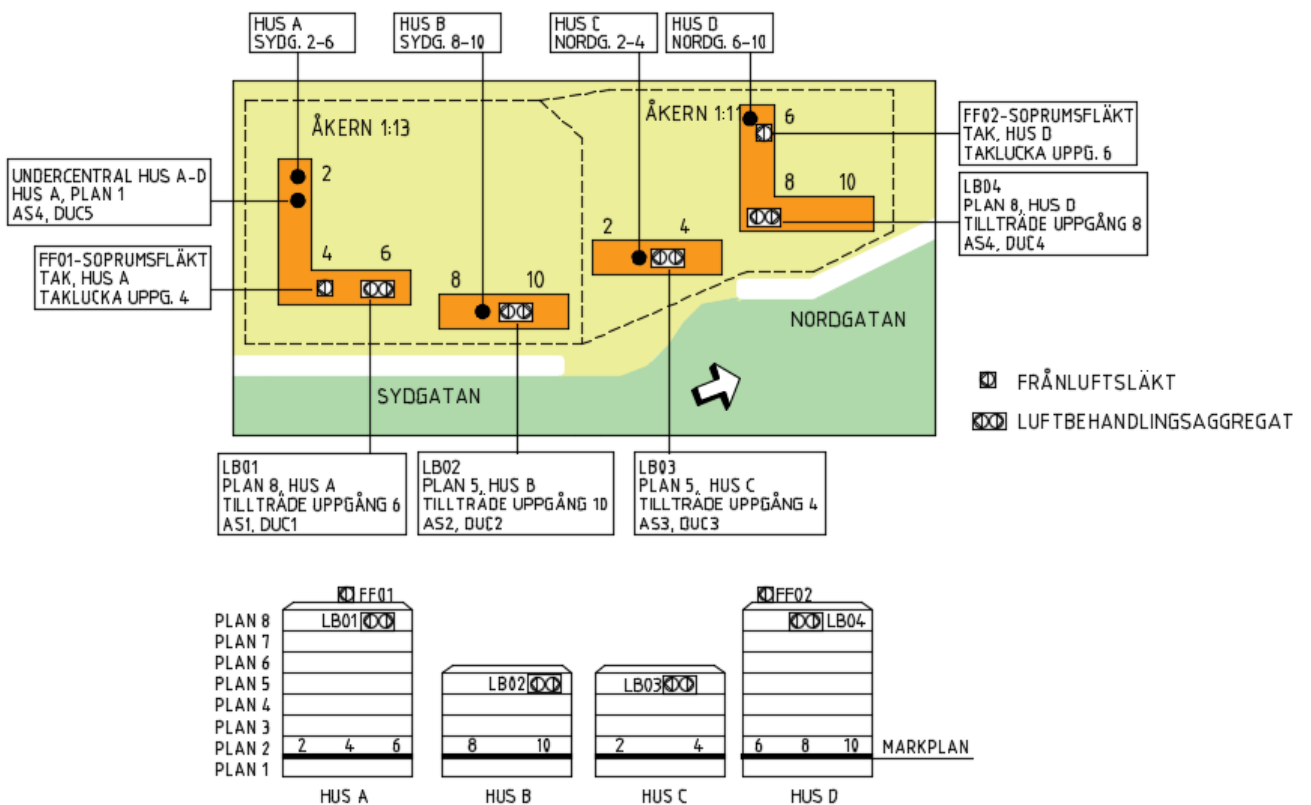 HUS A
SYDG. 2-6
HUS B
SYDG. 8-10
HUS C
NORDG. 2-4
HUS D
NORDG. 6-10
ÅKERN 1:13
ÅKERN 1:11
6
FF02-SOPRUMSFLÄKT
TAK, HUS D
TAKLUCKA UPPG. 6
UNDERCENTRAL HUS A-D
HUS A, PLAN 1
AS4, DUC5
2
8
10
LB04
PLAN 8, HUS D
TILLTRÄDE UPPGÅNG 8
AS4, DUC4
FF01-SOPRUMSFLÄKT
TAK, HUS A
TAKLUCKA UPPG. 4
4
6
2
4
8
10
NORDGATAN
SYDGATAN
FRÅNLUFTSLÄKT
LUFTBEHANDLINGSAGGREGAT
LB01
PLAN 8, HUS A
TILLTRÄDE UPPGÅNG 6
AS1, DUC1
LB02
PLAN 5, HUS B
TILLTRÄDE UPPGÅNG 10
AS2, DUC2
LB03
PLAN 5, HUS C
TILLTRÄDE UPPGÅNG 4
AS3, DUC3
FF01
FF02
PLAN 8
LB01
LB04
PLAN 7
PLAN 6
PLAN 5
LB02
LB03
PLAN 4
PLAN 3
PLAN 2
2 4 6
8 10
2 4
6 8 10
MARKPLAN
PLAN 1
HUS A
HUS B
HUS C
HUS D